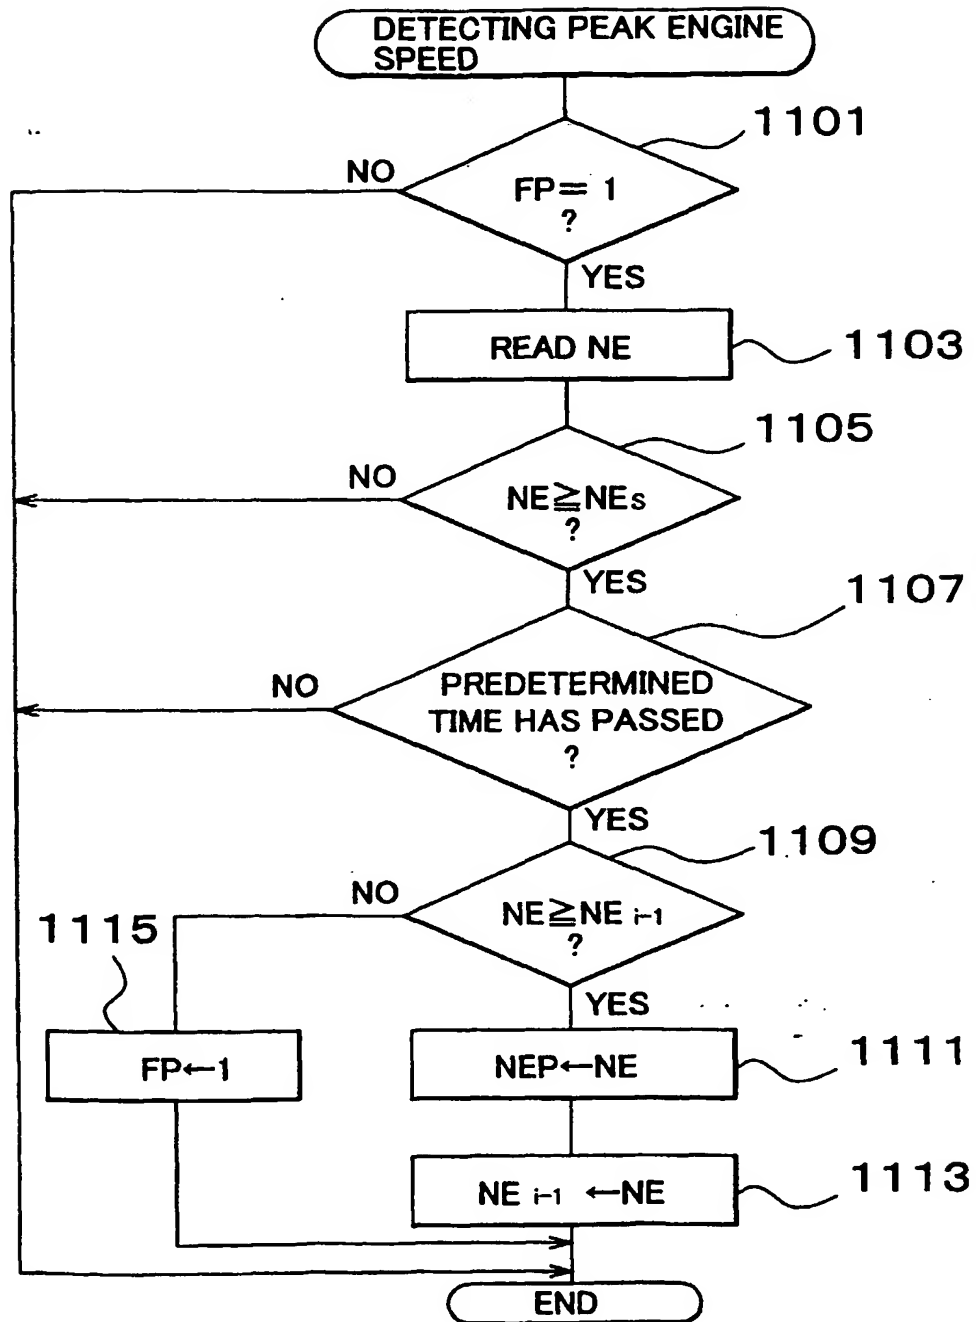 DETECTING PEAK ENGINE
SPEED
1101
NO
FP= 1
?
YES
READ NE
1103
1105
NO
NE≧NEs
?
YES
1107
NO
PREDETERMINED
TIME HAS PASSED
?
YES
1109
NO
NE≧NE i-1
?
1115
YES
FP←1
NEP←NE
1111
NE i-1 ←NE
1113
END